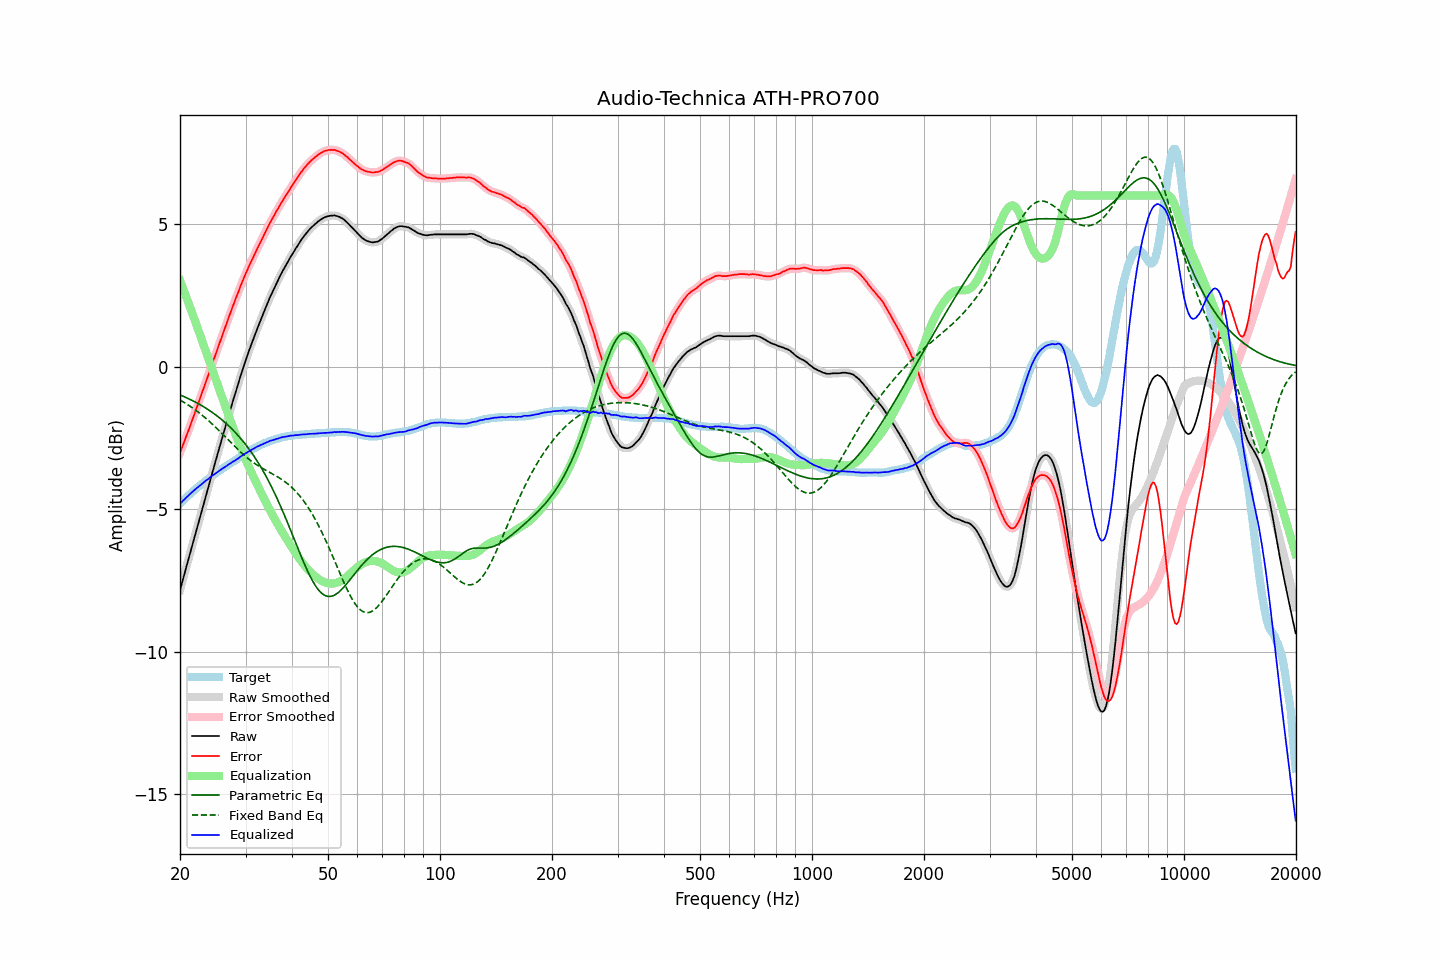 Audio-Technica ATH-PRO700
Amplitude (dBr)
5
0
−5
−10
−15
Target
Raw Smoothed
Error Smoothed
Raw
Error
Equalization
Parametric Eq
Fixed Band Eq
Equalized
20 50 100 200 500 1000 2000 5000 10000 20000
Frequency (Hz)